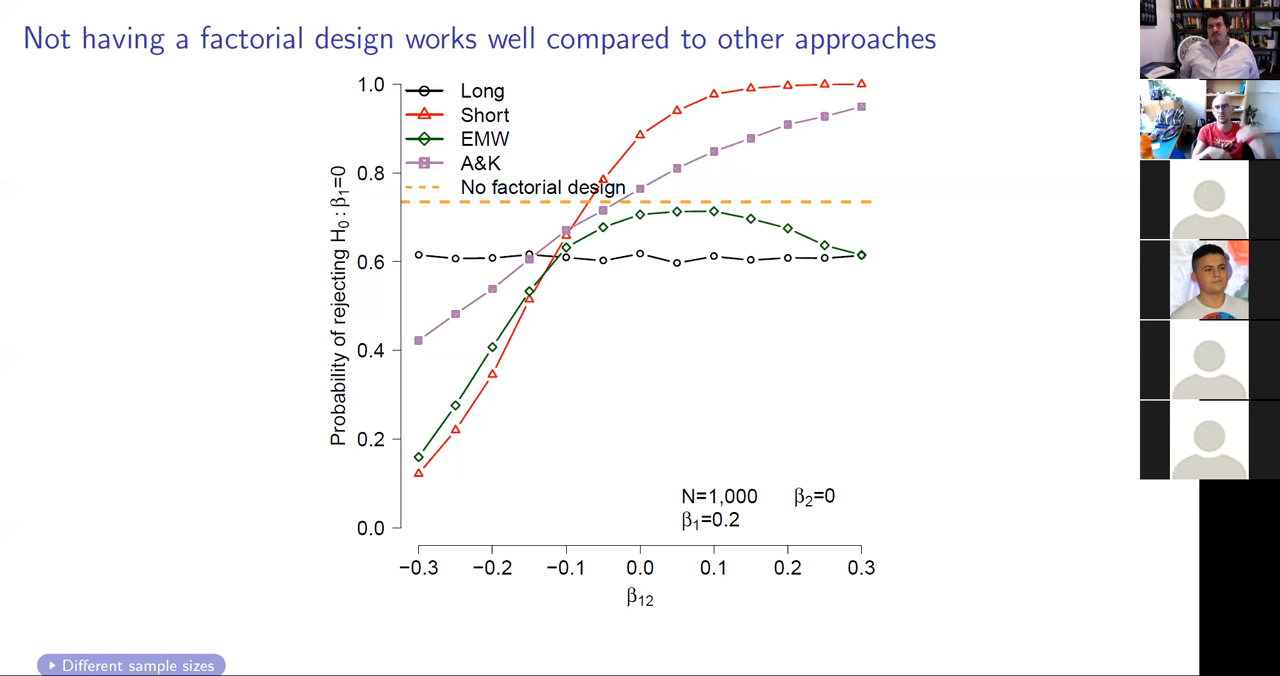 Not having a factorial design works well compared to other approaches
Long
Short
EMW
A&K
No factorial design
1.0
0.8
0.6
0.4
0.2
0.0
Probability of rejecting H₀ : β₁=0
N=1,000 β₂=0
β₁=0.2
−0.3 −0.2 −0.1 0.0 0.1 0.2 0.3
β₁₂
Different sample sizes